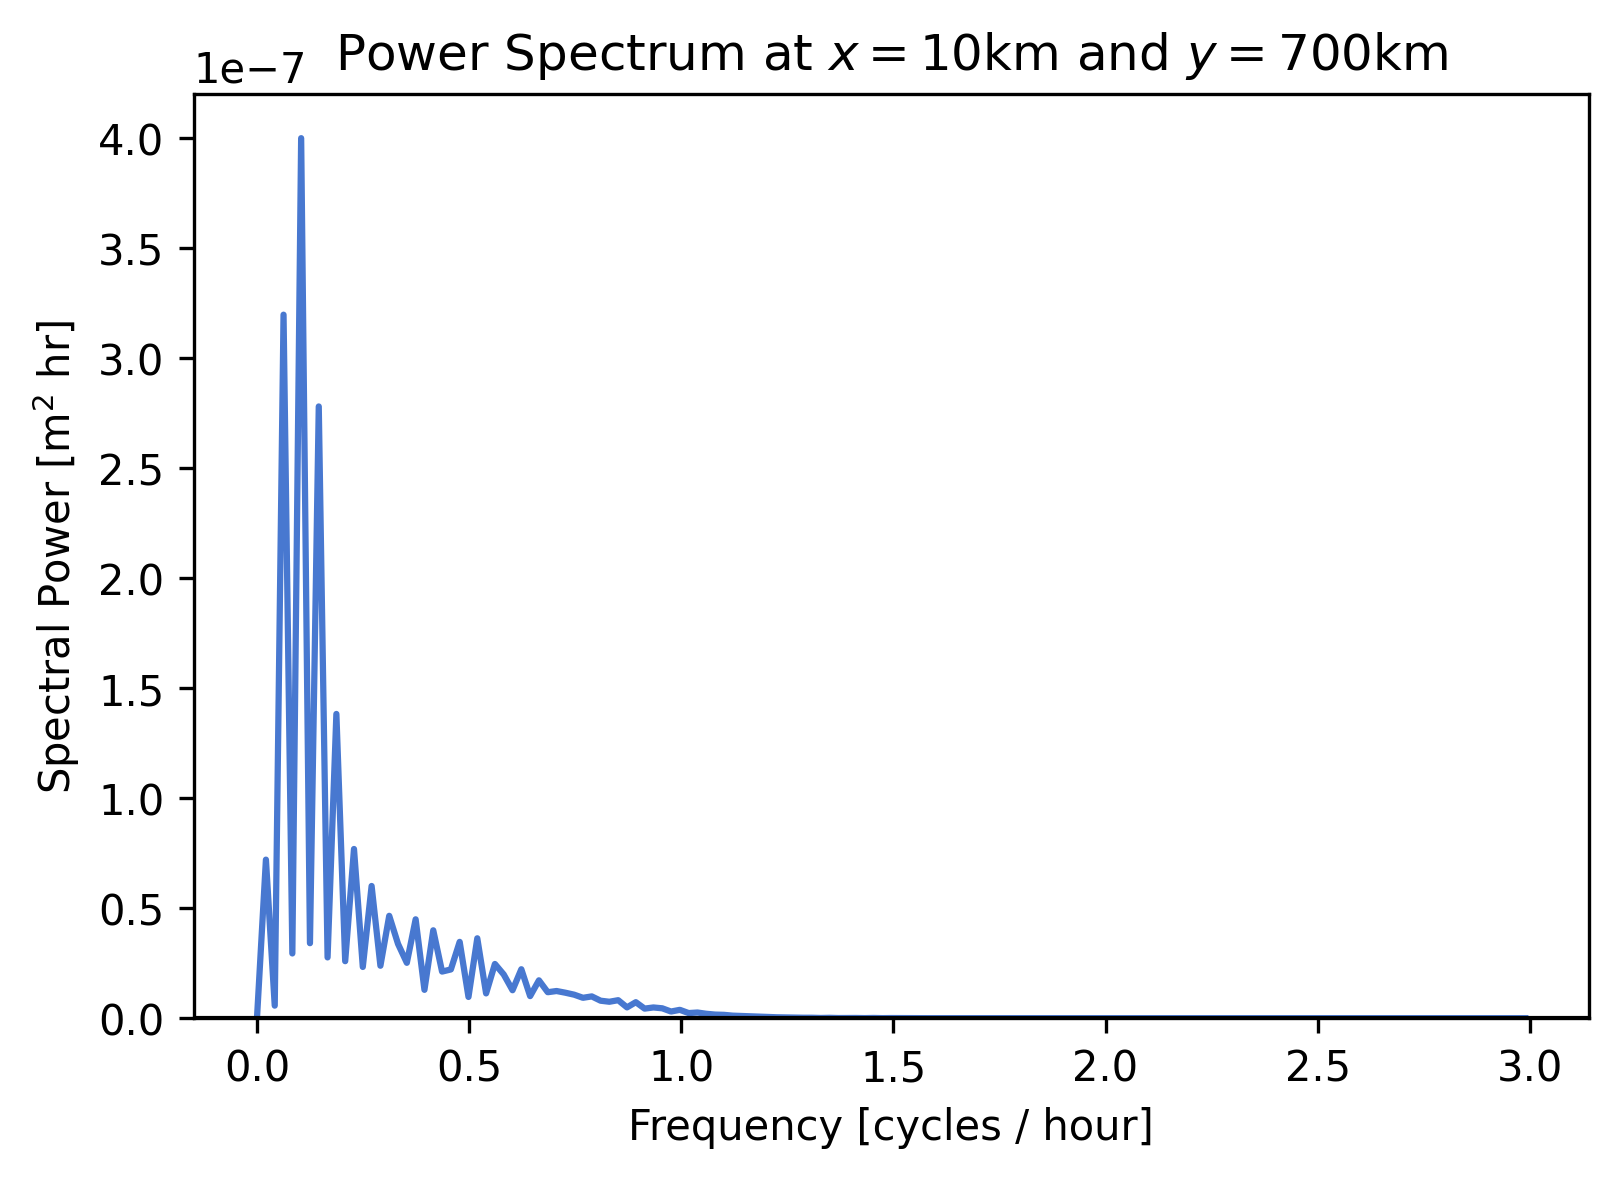 1e−7
Power Spectrum at x = 10km and y = 700km
Spectral Power [m² hr]
4.0
3.5
3.0
2.5
2.0
1.5
1.0
0.5
0.0
0.0 0.5 1.0 1.5 2.0 2.5 3.0
Frequency [cycles / hour]